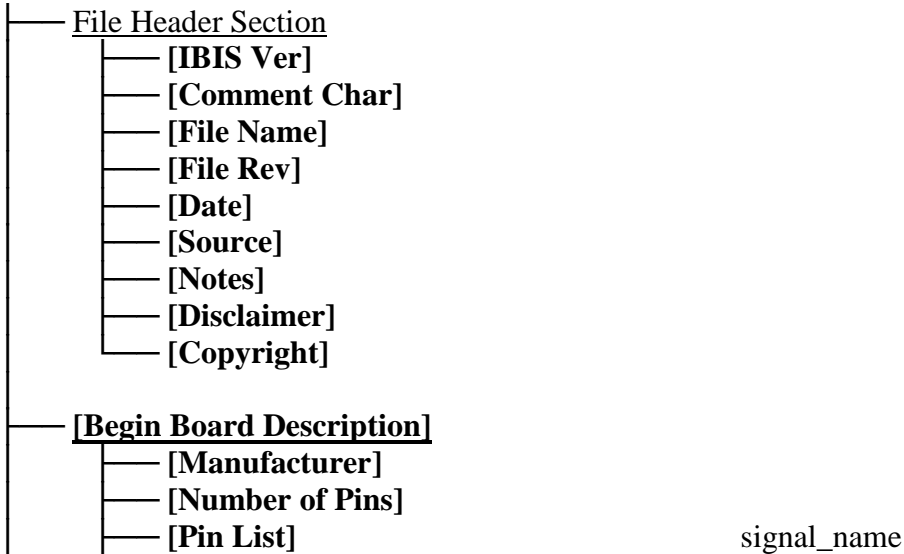 File Header Section
[IBIS Ver]
[Comment Char]
[File Name]
[File Rev]
[Date]
[Source]
[Notes]
[Disclaimer]
[Copyright]
[Begin Board Description]
[Manufacturer]
[Number of Pins]
[Pin List] signal_name